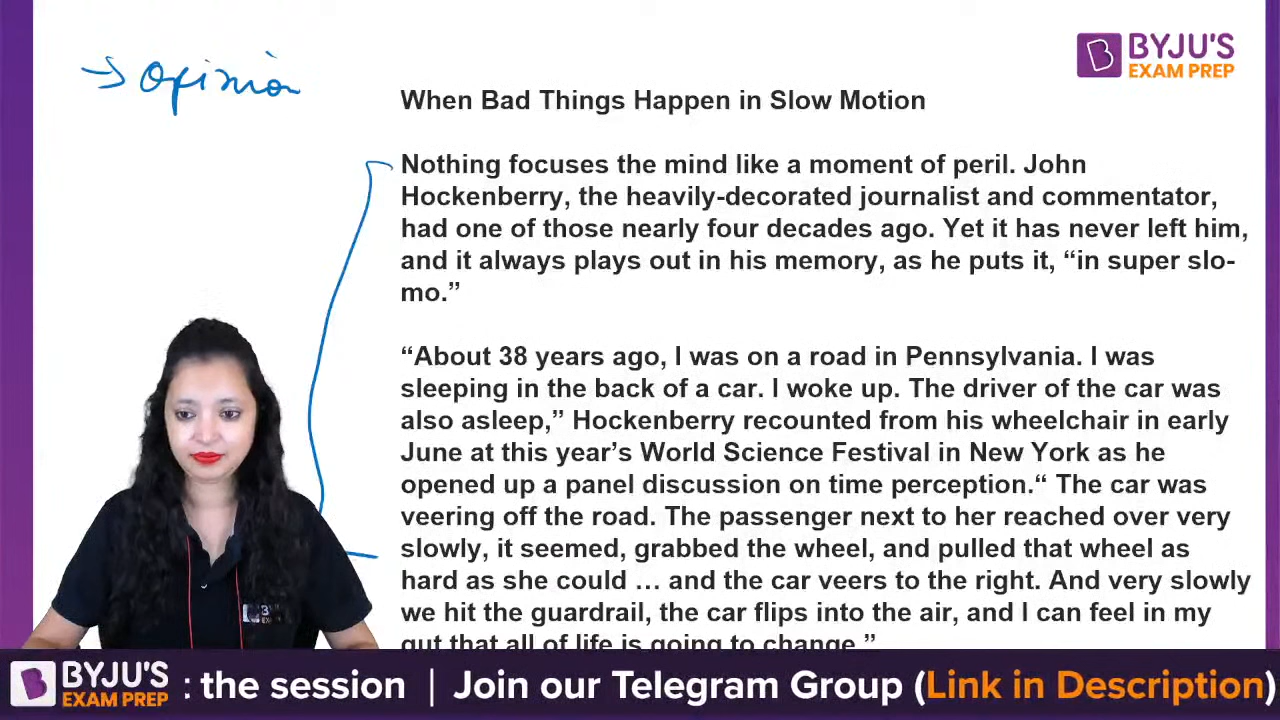 → Opinion
BYJU'S
EXAM PREP
When Bad Things Happen in Slow Motion
Nothing focuses the mind like a moment of peril. John
Hockenberry, the heavily-decorated journalist and commentator,
had one of those nearly four decades ago. Yet it has never left him,
and it always plays out in his memory, as he puts it, “in super slo-
mo.”
“About 38 years ago, I was on a road in Pennsylvania. I was
sleeping in the back of a car. I woke up. The driver of the car was
also asleep,” Hockenberry recounted from his wheelchair in early
June at this year’s World Science Festival in New York as he
opened up a panel discussion on time perception.“ The car was
veering off the road. The passenger next to her reached over very
slowly, it seemed, grabbed the wheel, and pulled that wheel as
hard as she could … and the car veers to the right. And very slowly
we hit the guardrail, the car flips into the air, and I can feel in my
gut that all of life is going to change.”
BYJU'S
EXAM PREP
: the session | Join our Telegram Group (Link in Description)